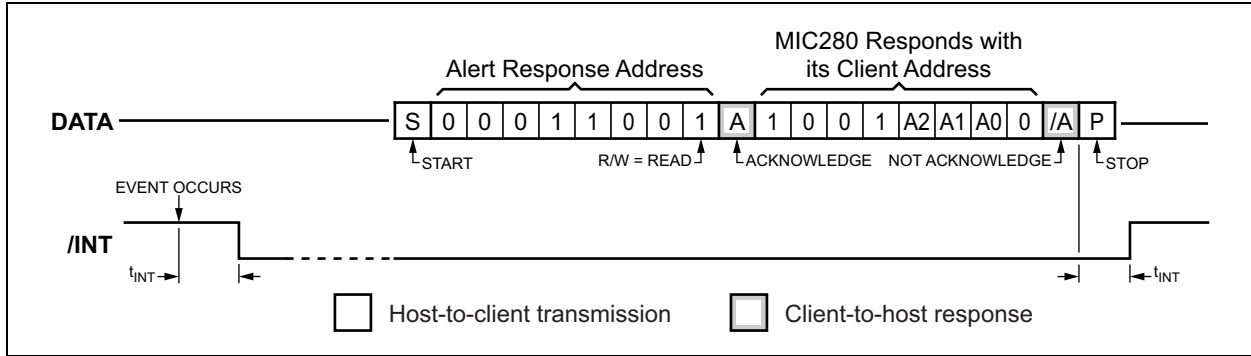 MIC280 Responds with
its Client Address
Alert Response Address
DATA S 0 0 0 1 1 0 0 1 A 1 0 0 1 A2 A1 A0 0 /A P
START R/W = READ ACKNOWLEDGE NOT ACKNOWLEDGE STOP
EVENT OCCURS
/INT
tINT tINT
Host-to-client transmission Client-to-host response